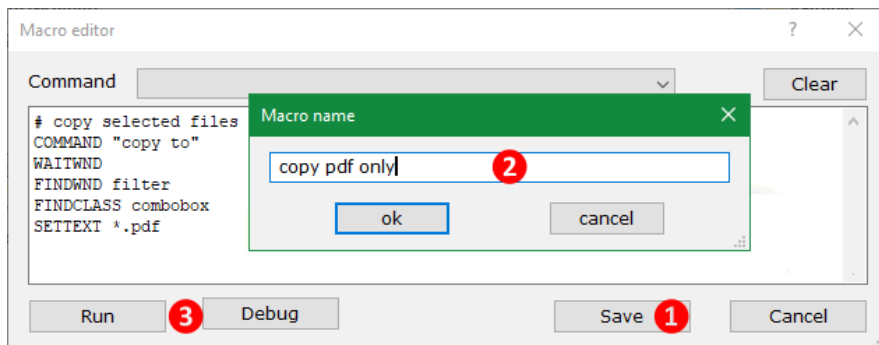 Macro editor
?
Command
Clear
# copy selected files
COMMAND "copy to"
WAITWND
FINDWND filter
FINDCLASS combobox
SETTEXT *.pdf
Macro name
copy pdf only
2
ok
cancel
Run
3
Debug
Save
1
Cancel